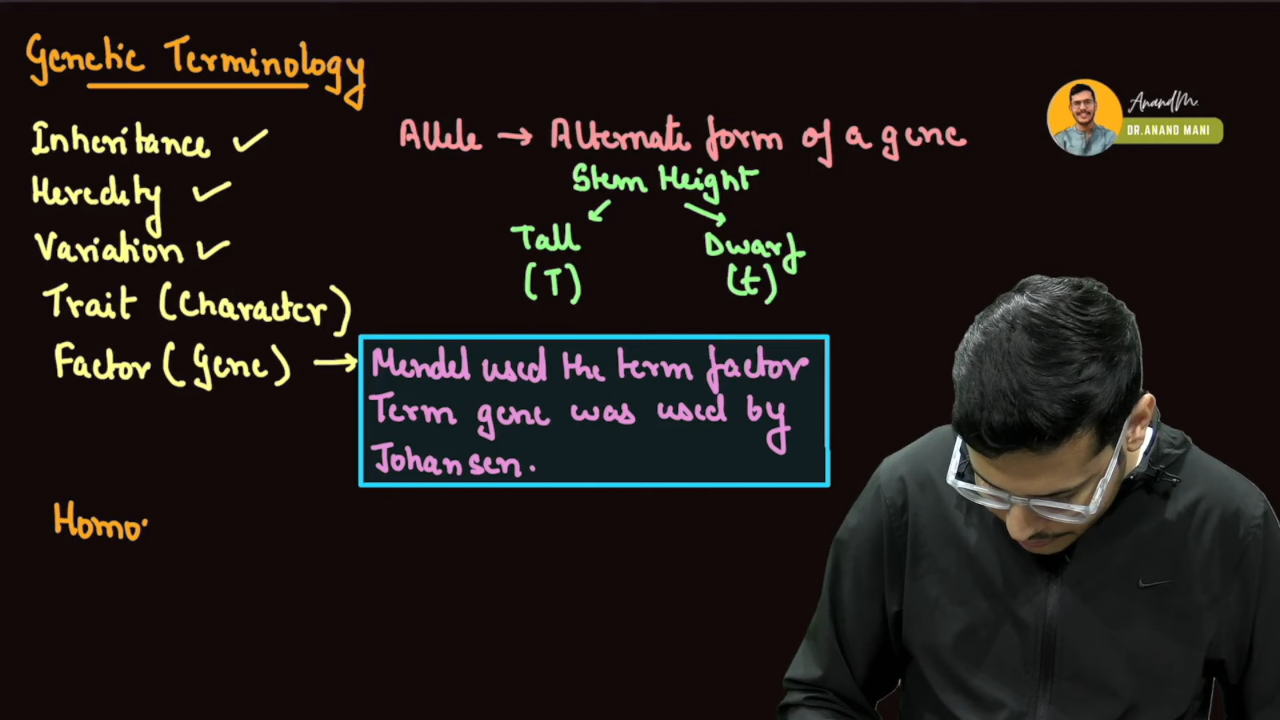 Genetic Terminology
Inheritance ✓
Heredity ✓
Variation ✓
Trait (Character)
Factor (Gene) →
Allele → Alternate form of a gene
Stem Height
Tall
(T)
Dwarf
(t)
Mendel used the term factor
Term gene was used by
Johansen.
Homo
AnandM.
DR.ANAND MANI